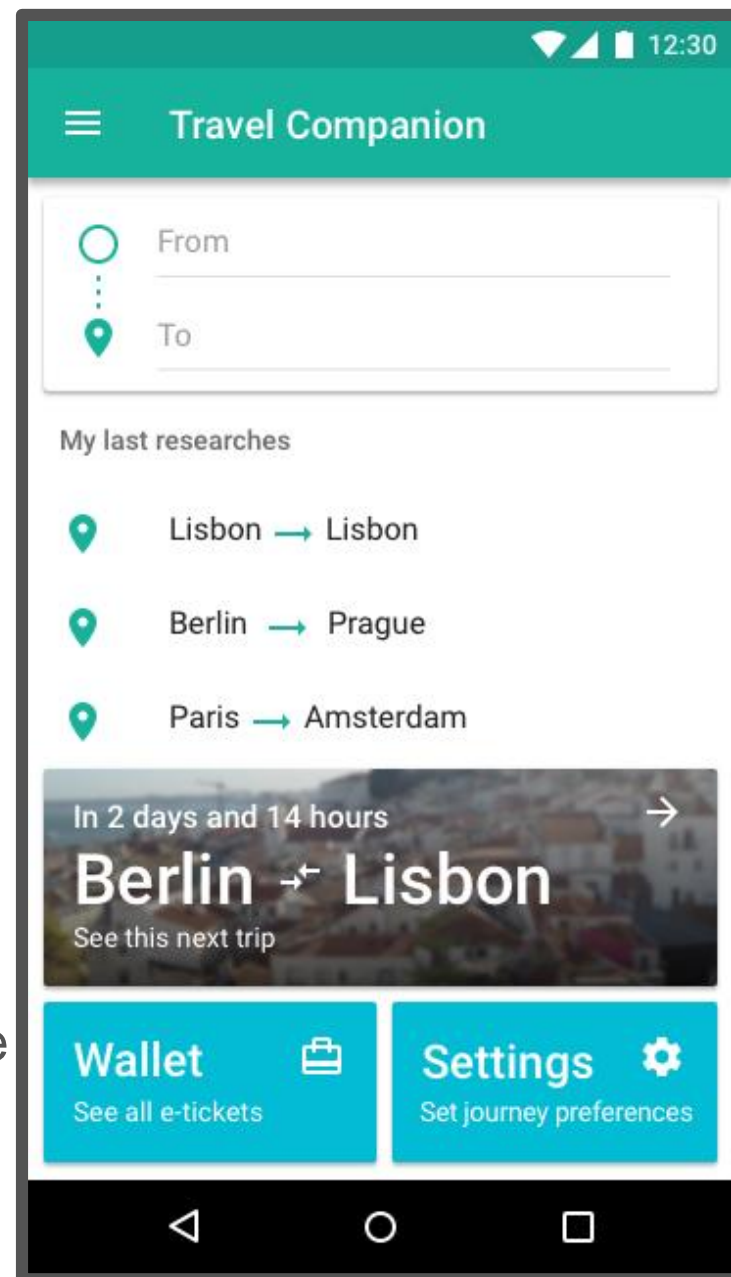 12:30
Travel Companion
From
To
My last researches
Lisbon → Lisbon
Berlin → Prague
Paris → Amsterdam
In 2 days and 14 hours
Berlin Lisbon
See this next trip
e
Wallet
See all e-tickets
Settings
Set journey preferences